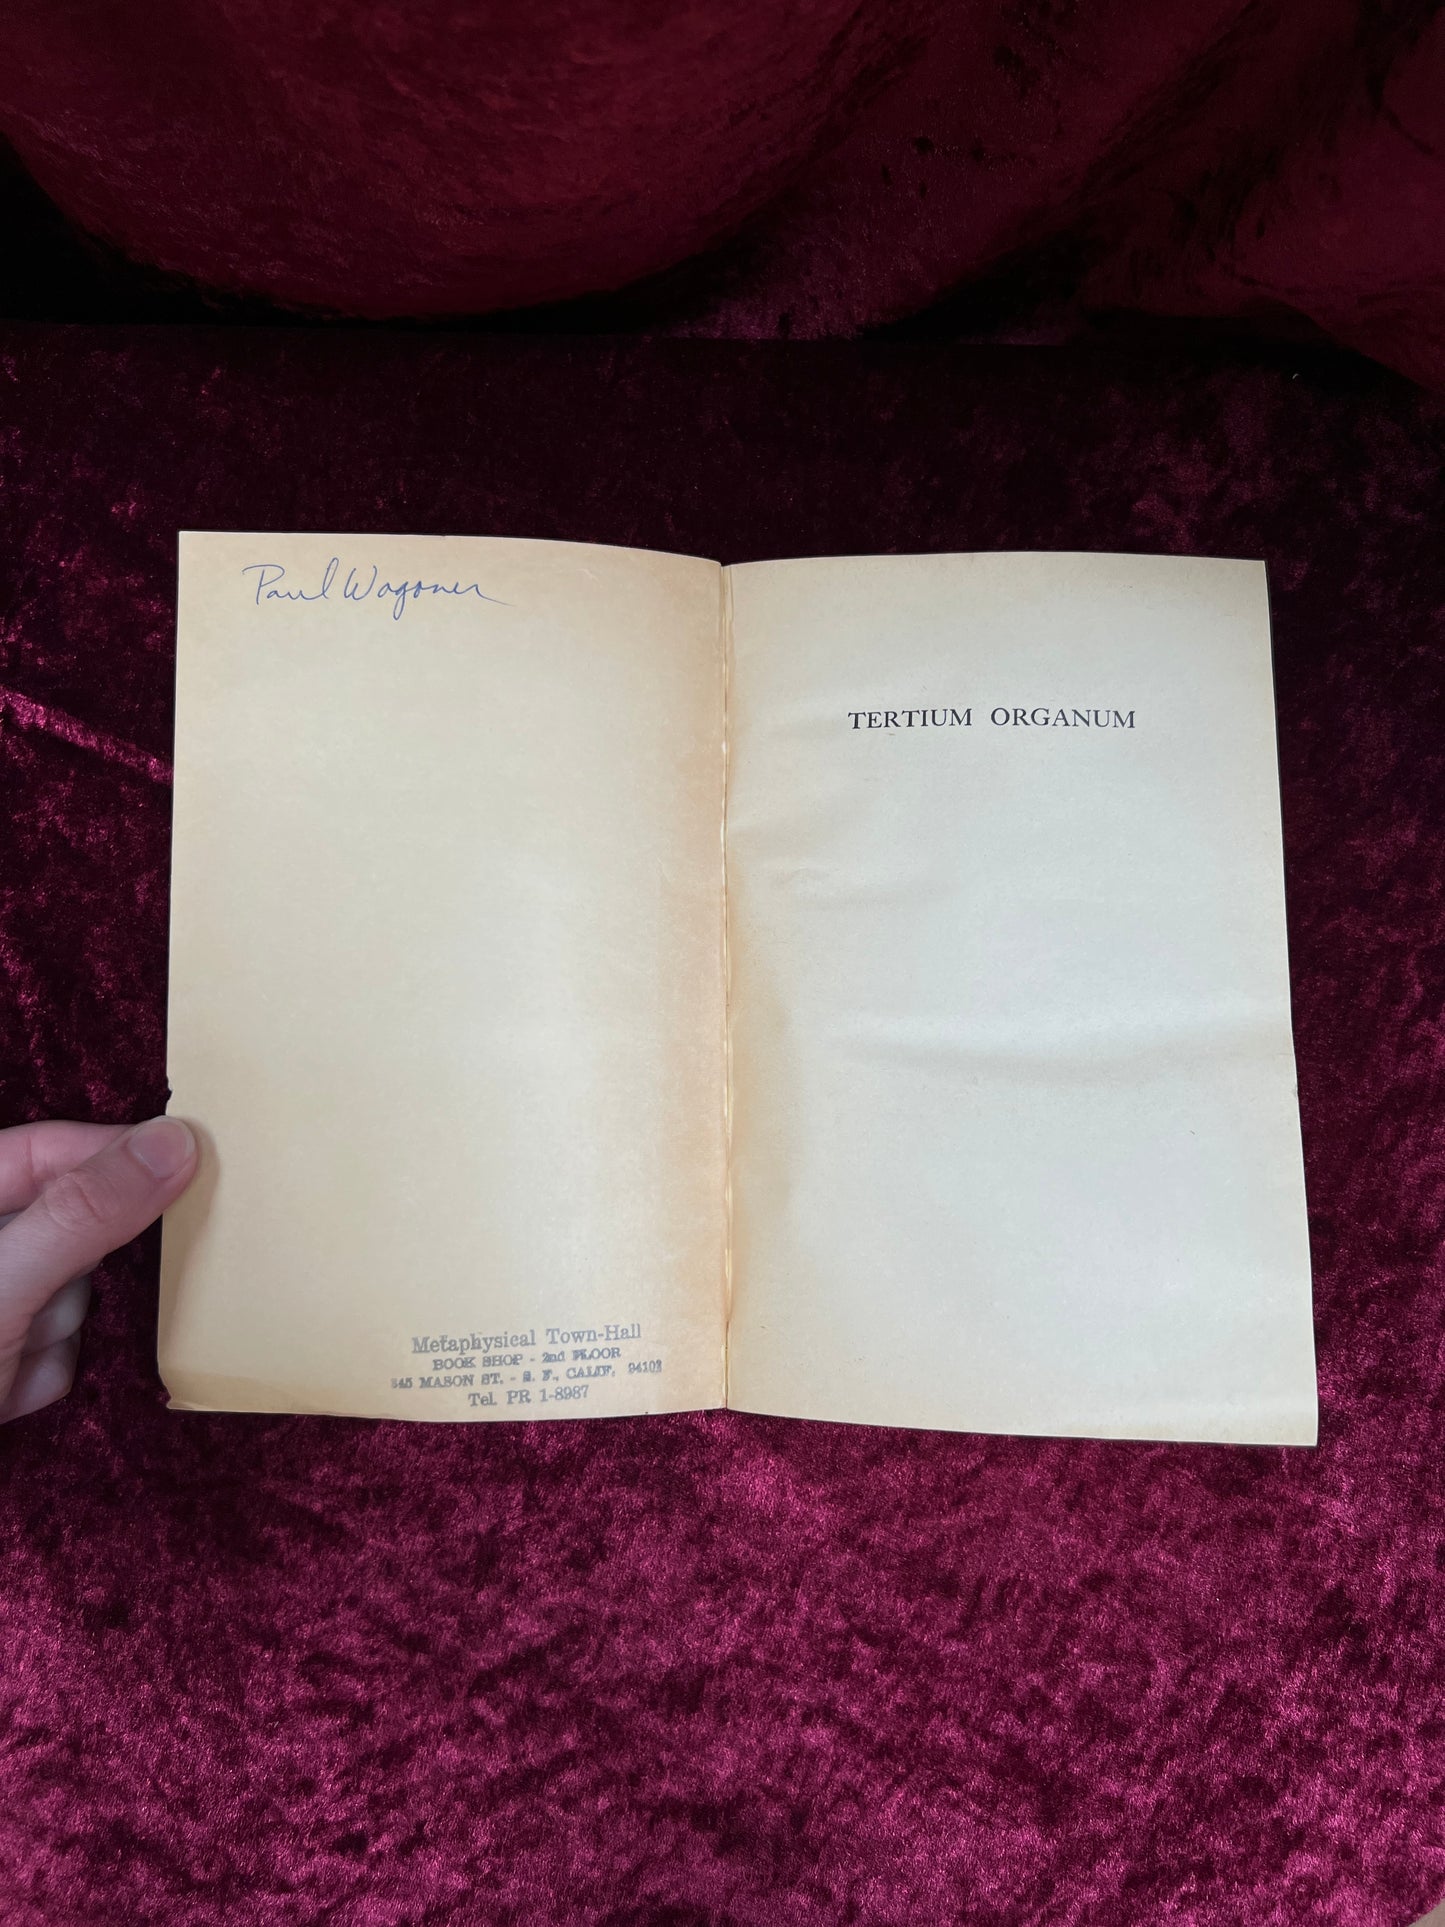 Paul Wagoner
TERTIUM ORGANUM
Metaphysical Town-Hall
BOOK SHOP - 2nd FLOOR
345 MASON ST. - S. F., CALIF. 94102
Tel. PR 1-8987